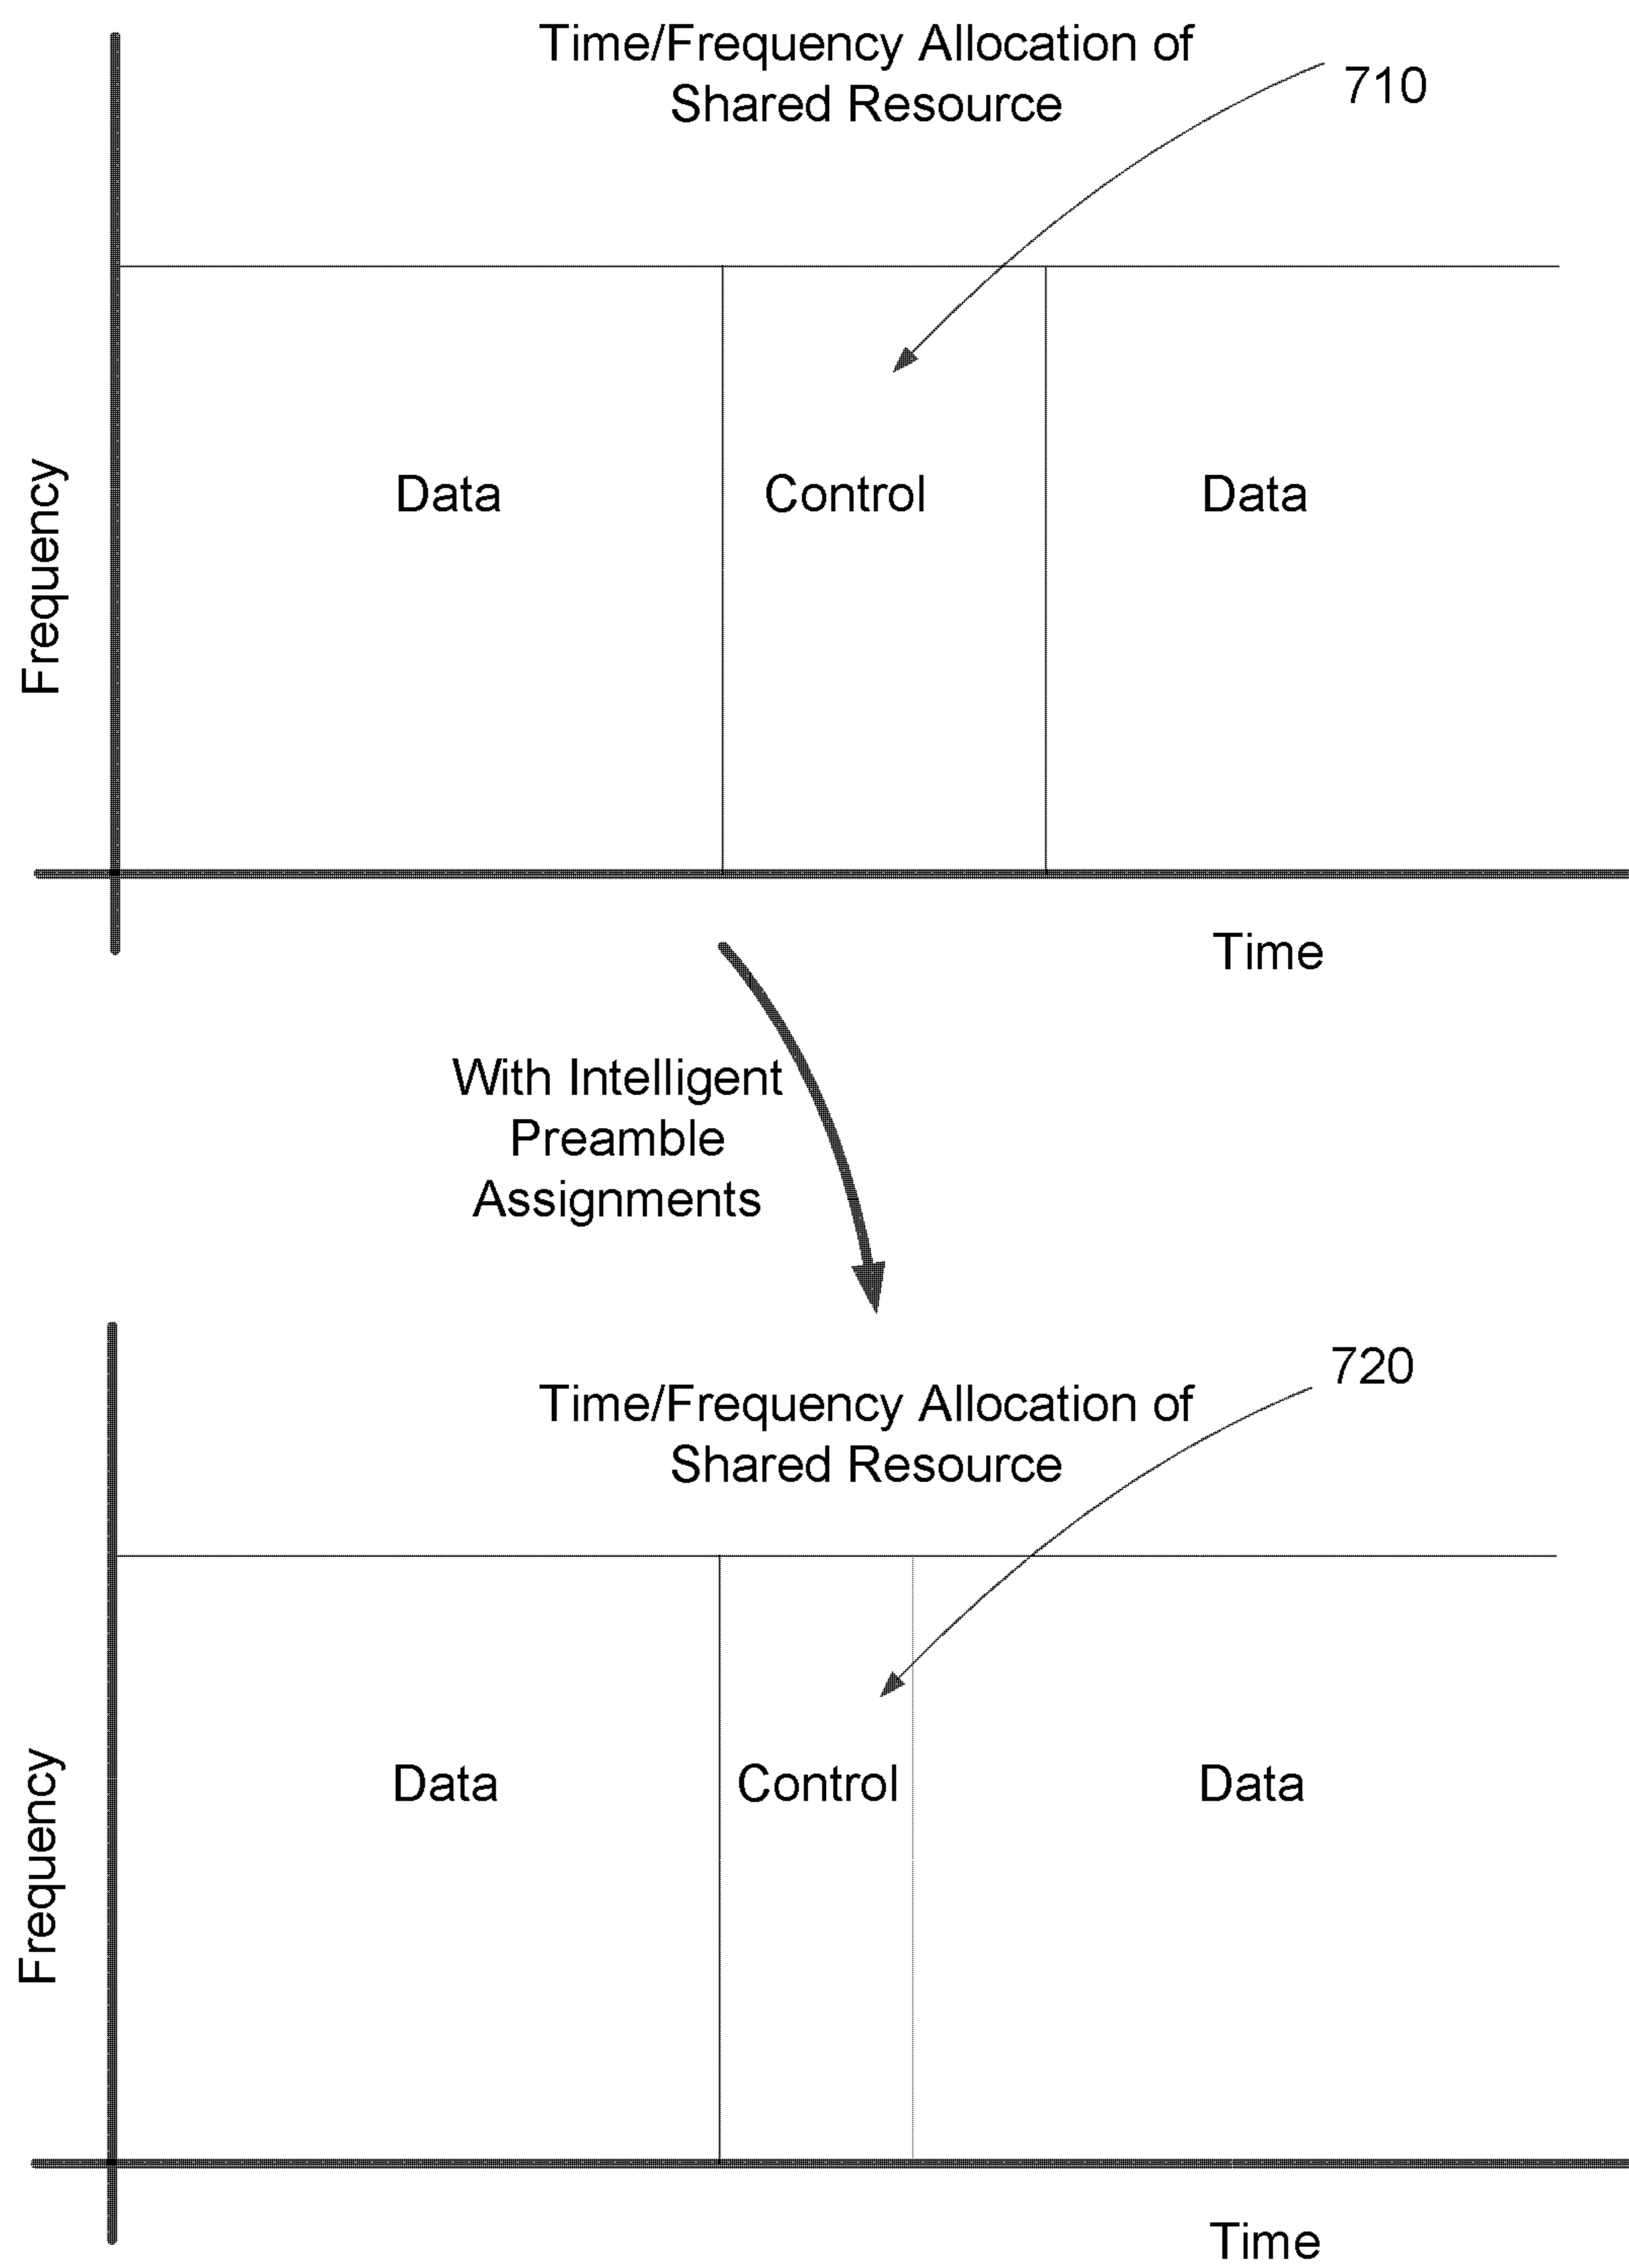 Time/Frequency Allocation of
Shared Resource
710
Frequency
Data
Control
Data
Time
With Intelligent
Preamble
Assignments
720
Time/Frequency Allocation of
Shared Resource
Frequency
Data
Control
Data
Time